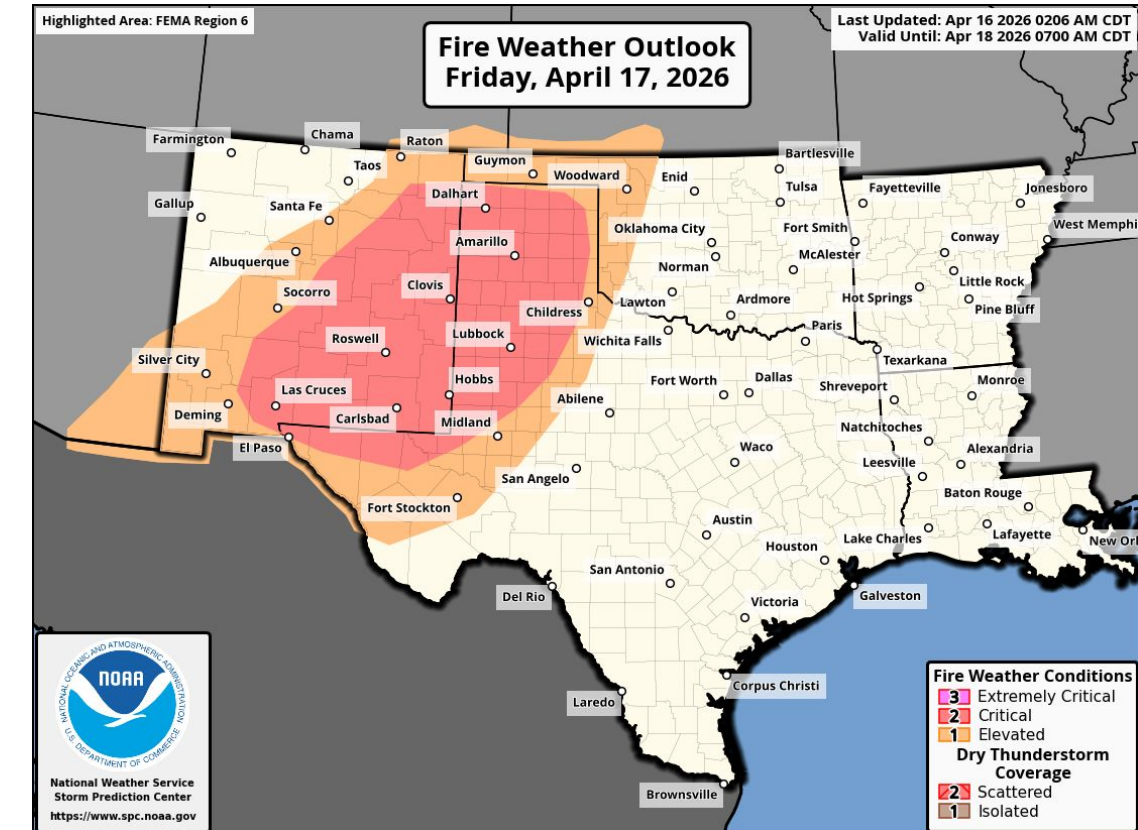 Highlighted Area: FEMA Region 6
Last Updated: Apr 16 2026 0206 AM CDT
Valid Until: Apr 18 2026 0700 AM CDT
Fire Weather Outlook
Friday, April 17, 2026
Farmington
Chama
Raton
Taos
Guymon
Woodward
Enid
Bartlesville
Tulsa
Fayetteville
Jonesboro
Gallup
Santa Fe
Dalhart
Oklahoma City
Fort Smith
West Memphi
Albuquerque
Amarillo
Norman
McAlester
Conway
Little Rock
Socorro
Clovis
Childress
Lawton
Ardmore
Hot Springs
Pine Bluff
Roswell
Lubbock
Wichita Falls
Paris
Texarkana
Silver City
Las Cruces
Hobbs
Fort Worth
Dallas
Shreveport
Monroe
Deming
Carlsbad
Midland
Abilene
Natchitoches
El Paso
San Angelo
Waco
Leesville
Alexandria
Fort Stockton
Baton Rouge
Austin
Lake Charles
Lafayette
New Orl
Houston
San Antonio
Del Rio
Victoria
Galveston
Laredo
Corpus Christi
Brownsville
NATIONAL OCEANIC AND ATMOSPHERIC ADMINISTRATION
NOAA
U.S. DEPARTMENT OF COMMERCE
National Weather Service
Storm Prediction Center
https://www.spc.noaa.gov
Fire Weather Conditions
3 Extremely Critical
2 Critical
1 Elevated
Dry Thunderstorm
Coverage
2 Scattered
1 Isolated